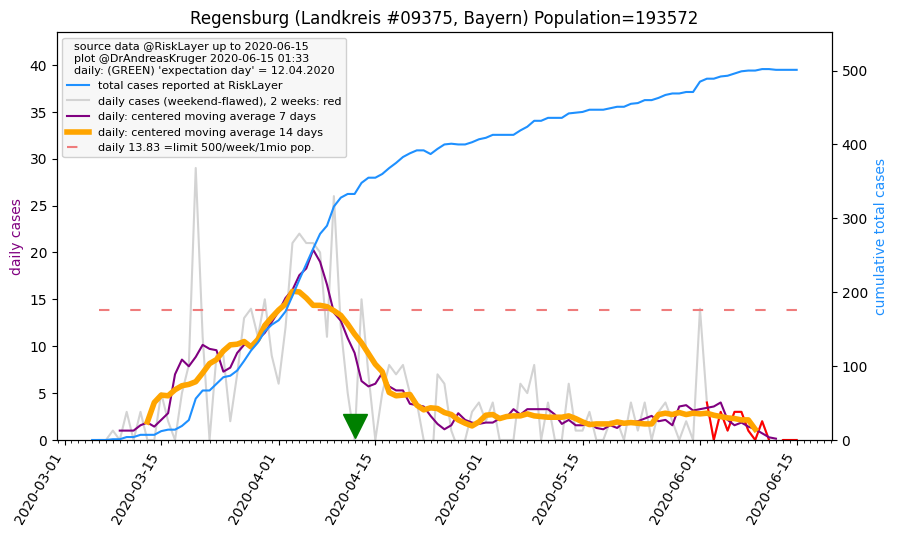 Regensburg (Landkreis #09375, Bayern) Population=193572
source data @RiskLayer up to 2020-06-15
plot @DrAndreasKruger 2020-06-15 01:33
daily: (GREEN) 'expectation day' = 12.04.2020
total cases reported at RiskLayer
daily cases (weekend-flawed), 2 weeks: red
daily: centered moving average 7 days
daily: centered moving average 14 days
daily 13.83 =limit 500/week/1mio pop.
daily cases
40
35
30
25
20
15
10
5
0
500
400
300
200
100
0
cumulative total cases
2020-03-01
2020-03-15
2020-04-01
2020-04-15
2020-05-01
2020-05-15
2020-06-01
2020-06-15